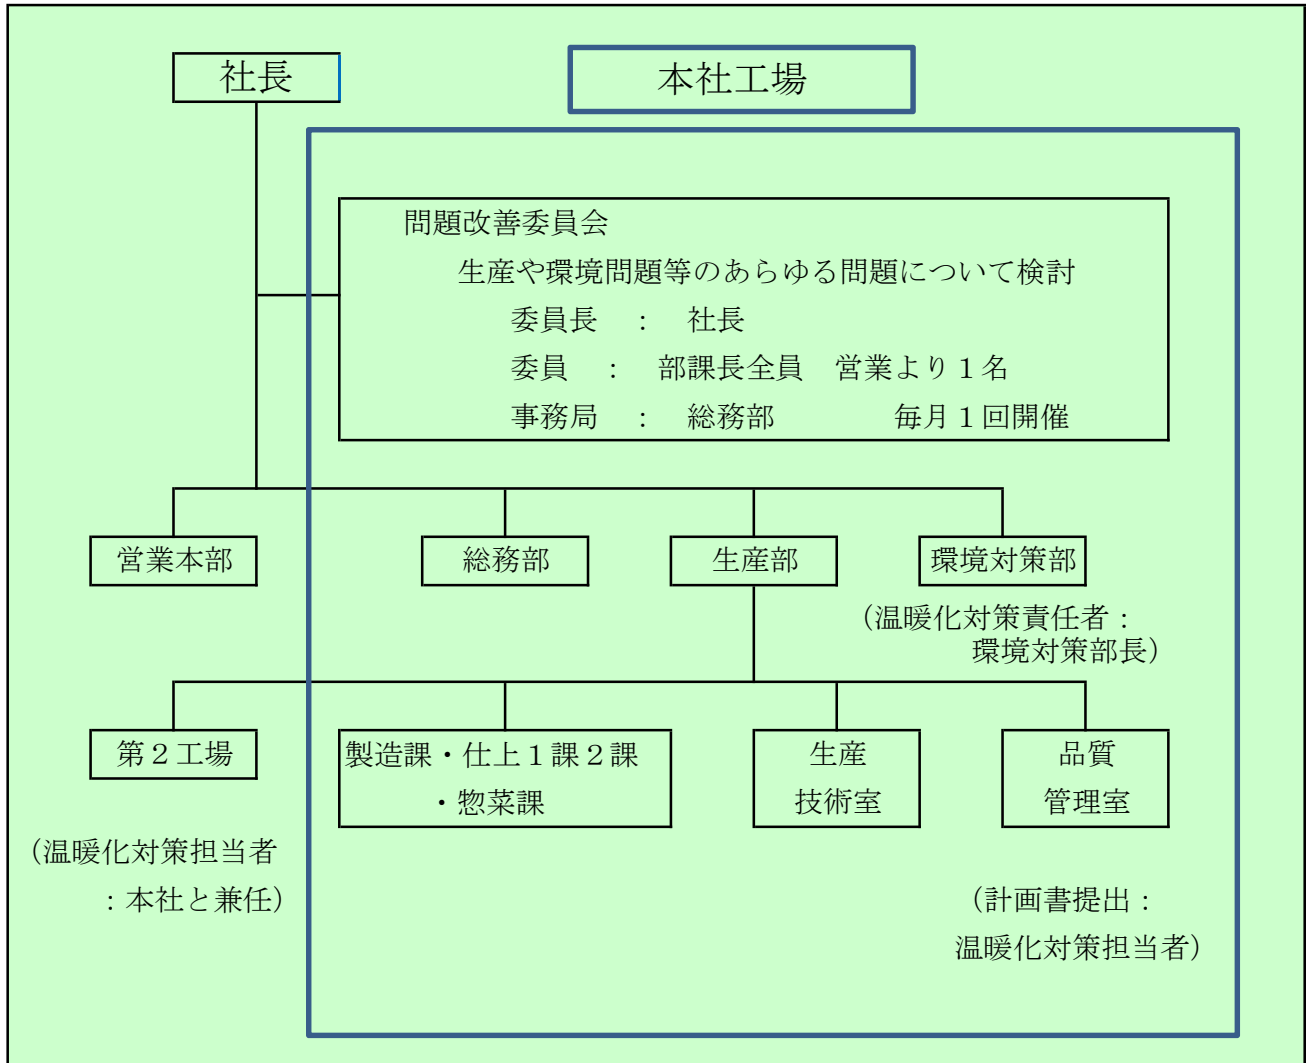 社長
本社工場
問題改善委員会
生産や環境問題等のあらゆる問題について検討
委員長　：　社長
委員　：　部課長全員　営業より１名
事務局　：　総務部　　　　毎月１回開催
営業本部
総務部
生産部
環境対策部
（温暖化対策責任者：
環境対策部長）
第２工場
製造課・仕上１課２課
・惣菜課
生産
技術室
品質
管理室
（温暖化対策担当者
：本社と兼任）
（計画書提出：
温暖化対策担当者）